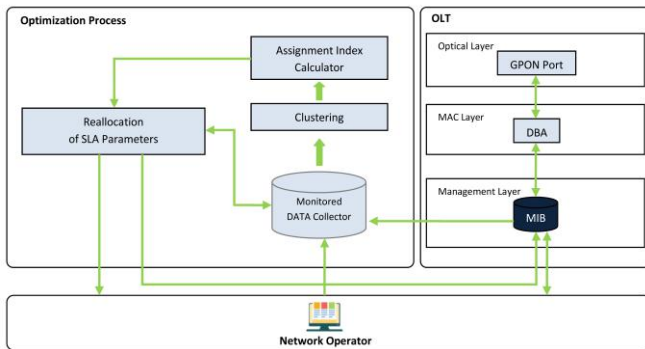 Optimization Process
Assignment Index
Calculator
Clustering
Reallocation
of SLA Parameters
Monitored
DATA Collector
OLT
Optical Layer
GPON Port
MAC Layer
DBA
Management Layer
MIB
Network Operator